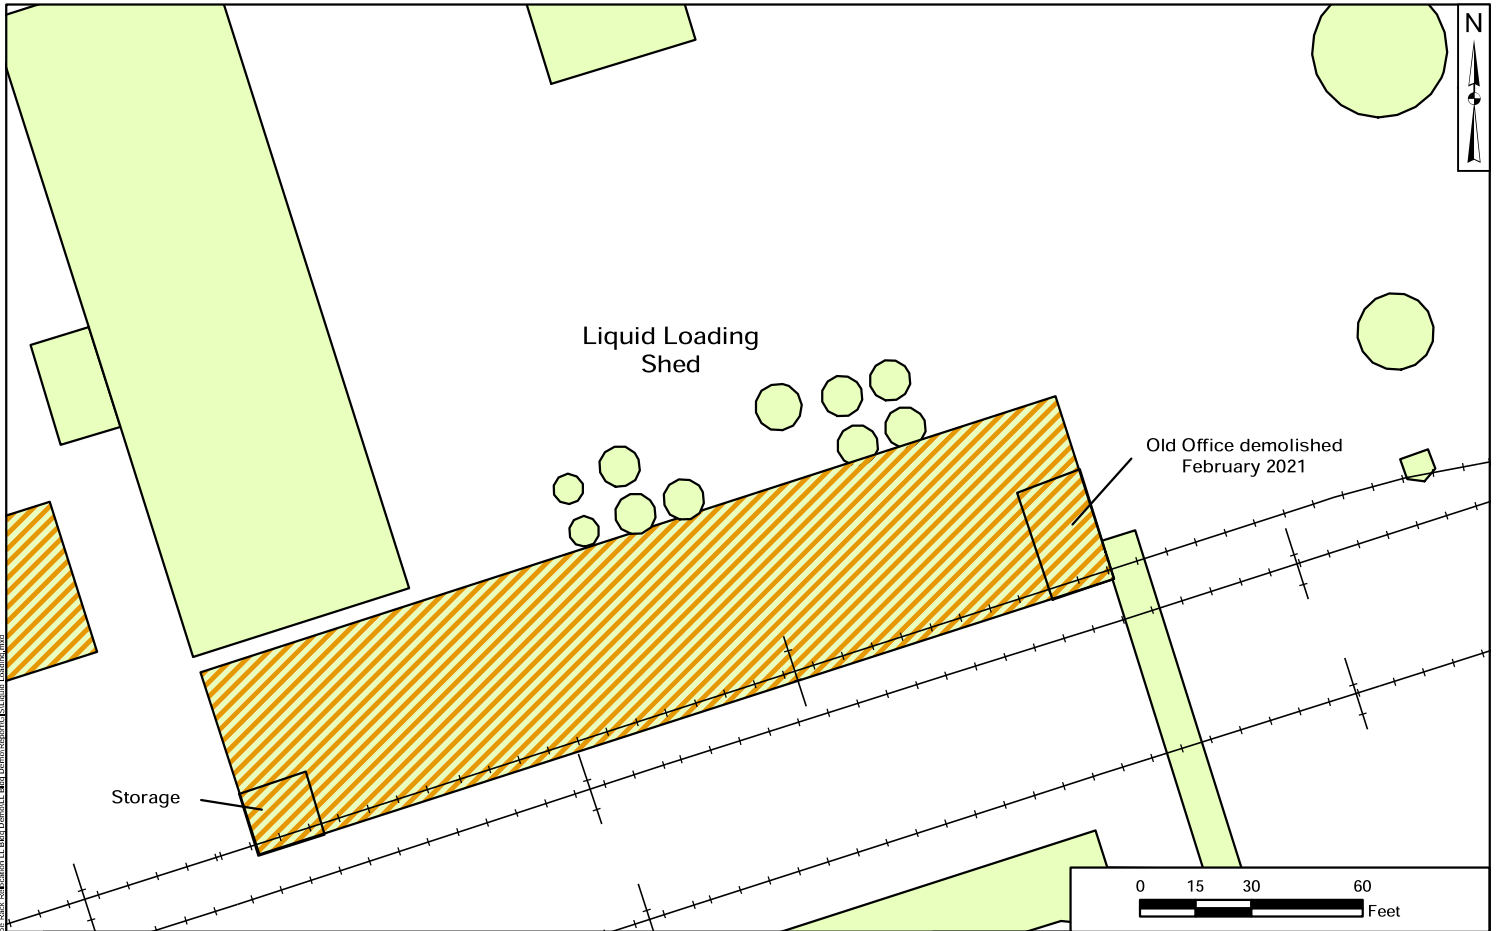 N
Liquid Loading
Shed
Old Office demolished
February 2021
Storage
0 15 30 60
Feet